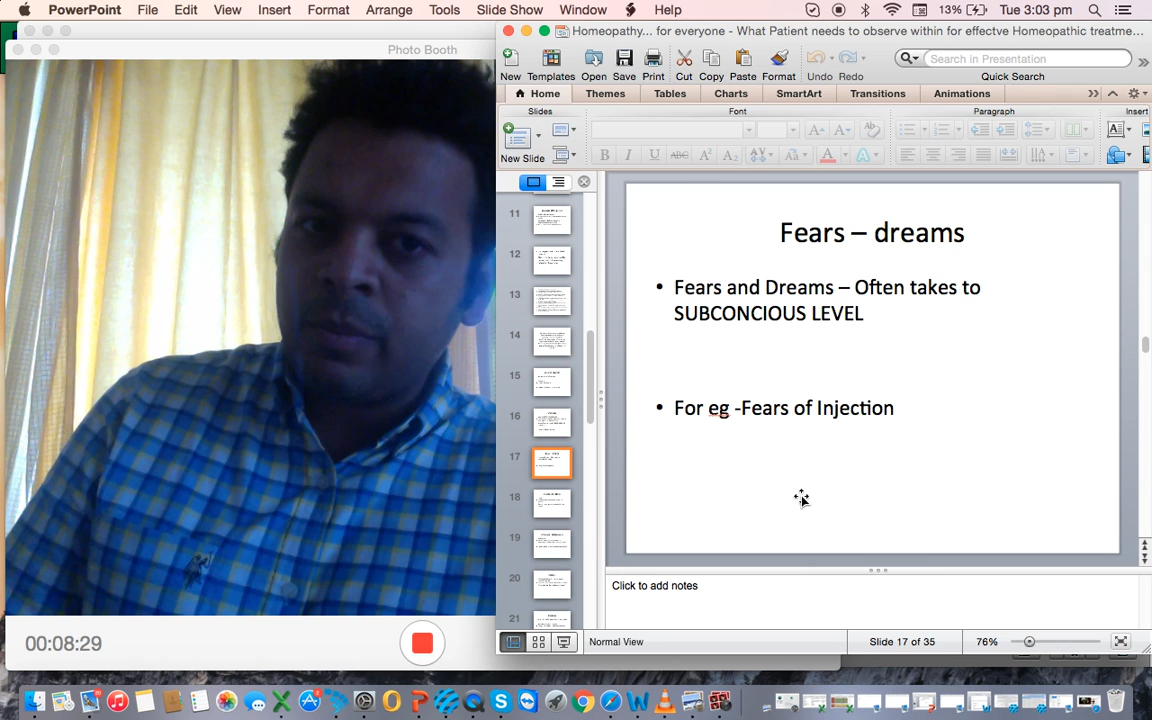 PowerPoint File Edit View Insert Format Arrange Tools Slide Show Window Help 13% Tue 3:03 pm
Photo Booth
Homeopathy... for everyone - What Patient needs to observe within for effectve Homeopathic treatme...
New Templates Open Save Print Cut Copy Paste Format Undo Redo
Search in Presentation
Quick Search
Home Themes Tables Charts SmartArt Transitions Animations
Slides Font Paragraph Insert
New Slide
11
12
13
14
15
16
17
18
19
20
21
Fears – dreams
• Fears and Dreams – Often takes to
SUBCONCIOUS LEVEL
• For eg -Fears of Injection
Click to add notes
00:08:29
Normal View Slide 17 of 35 76%